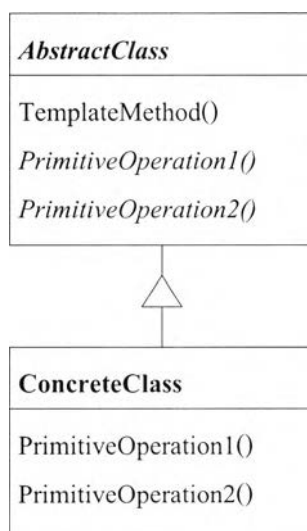 AbstractClass
TemplateMethod()
PrimitiveOperation1()
PrimitiveOperation2()
ConcreteClass
PrimitiveOperation1()
PrimitiveOperation2()